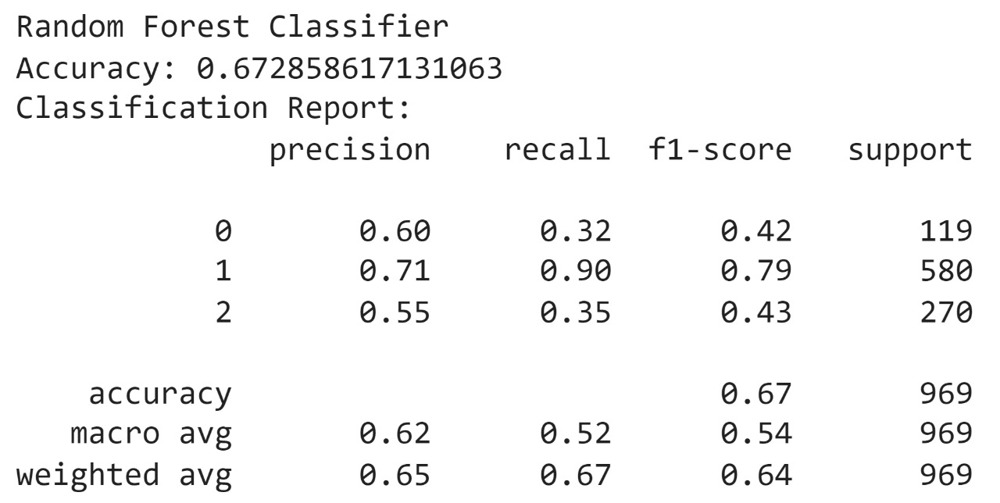 Random Forest Classifier
Accuracy: 0.672858617131063
Classification Report:
              precision    recall  f1-score   support

           0       0.60      0.32      0.42       119
           1       0.71      0.90      0.79       580
           2       0.55      0.35      0.43       270

    accuracy                           0.67       969
   macro avg       0.62      0.52      0.54       969
weighted avg       0.65      0.67      0.64       969